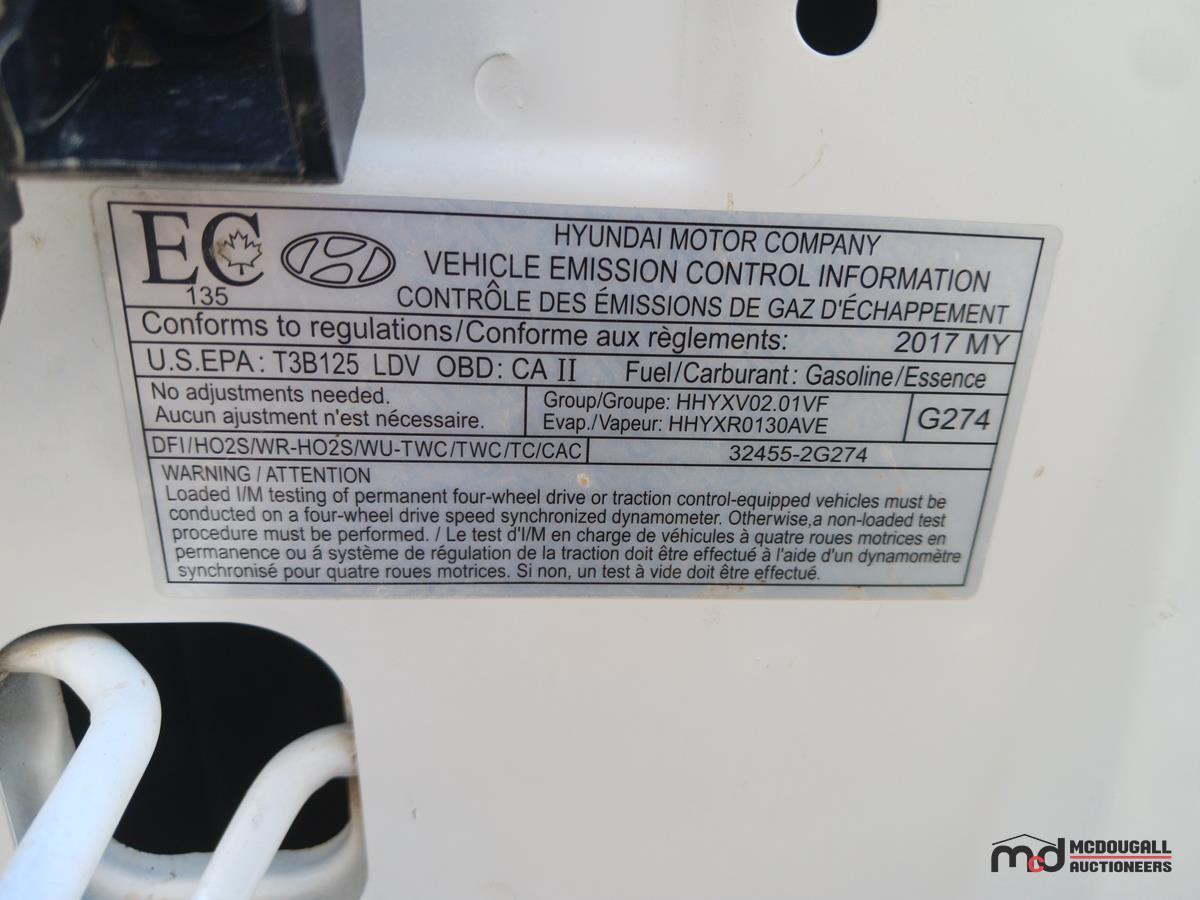 EC
135
HYUNDAI MOTOR COMPANY
VEHICLE EMISSION CONTROL INFORMATION
CONTRÔLE DES ÉMISSIONS DE GAZ D'ÉCHAPPEMENT
Conforms to regulations/Conforme aux règlements: 2017 MY
U.S.EPA: T3B125 LDV OBD: CA II Fuel/Carburant: Gasoline/Essence
No adjustments needed.
Aucun ajustment n'est nécessaire.
Group/Groupe: HHYXV02.01VF
Evap./Vapeur: HHYXR0130AVE
G274
DFI/HO2S/WR-HO2S/WU-TWC/TWC/TC/CAC 32455-2G274
WARNING / ATTENTION
Loaded I/M testing of permanent four-wheel drive or traction control-equipped vehicles must be
conducted on a four-wheel drive speed synchronized dynamometer. Otherwise,a non-loaded test
procedure must be performed. / Le test d'I/M en charge de véhicules à quatre roues motrices en
permanence ou á système de régulation de la traction doit être effectué à l'aide d'un dynamomètre
synchronisé pour quatre roues motrices. Si non, un test à vide doit être effectué.
mcd MCDOUGALL
AUCTIONEERS